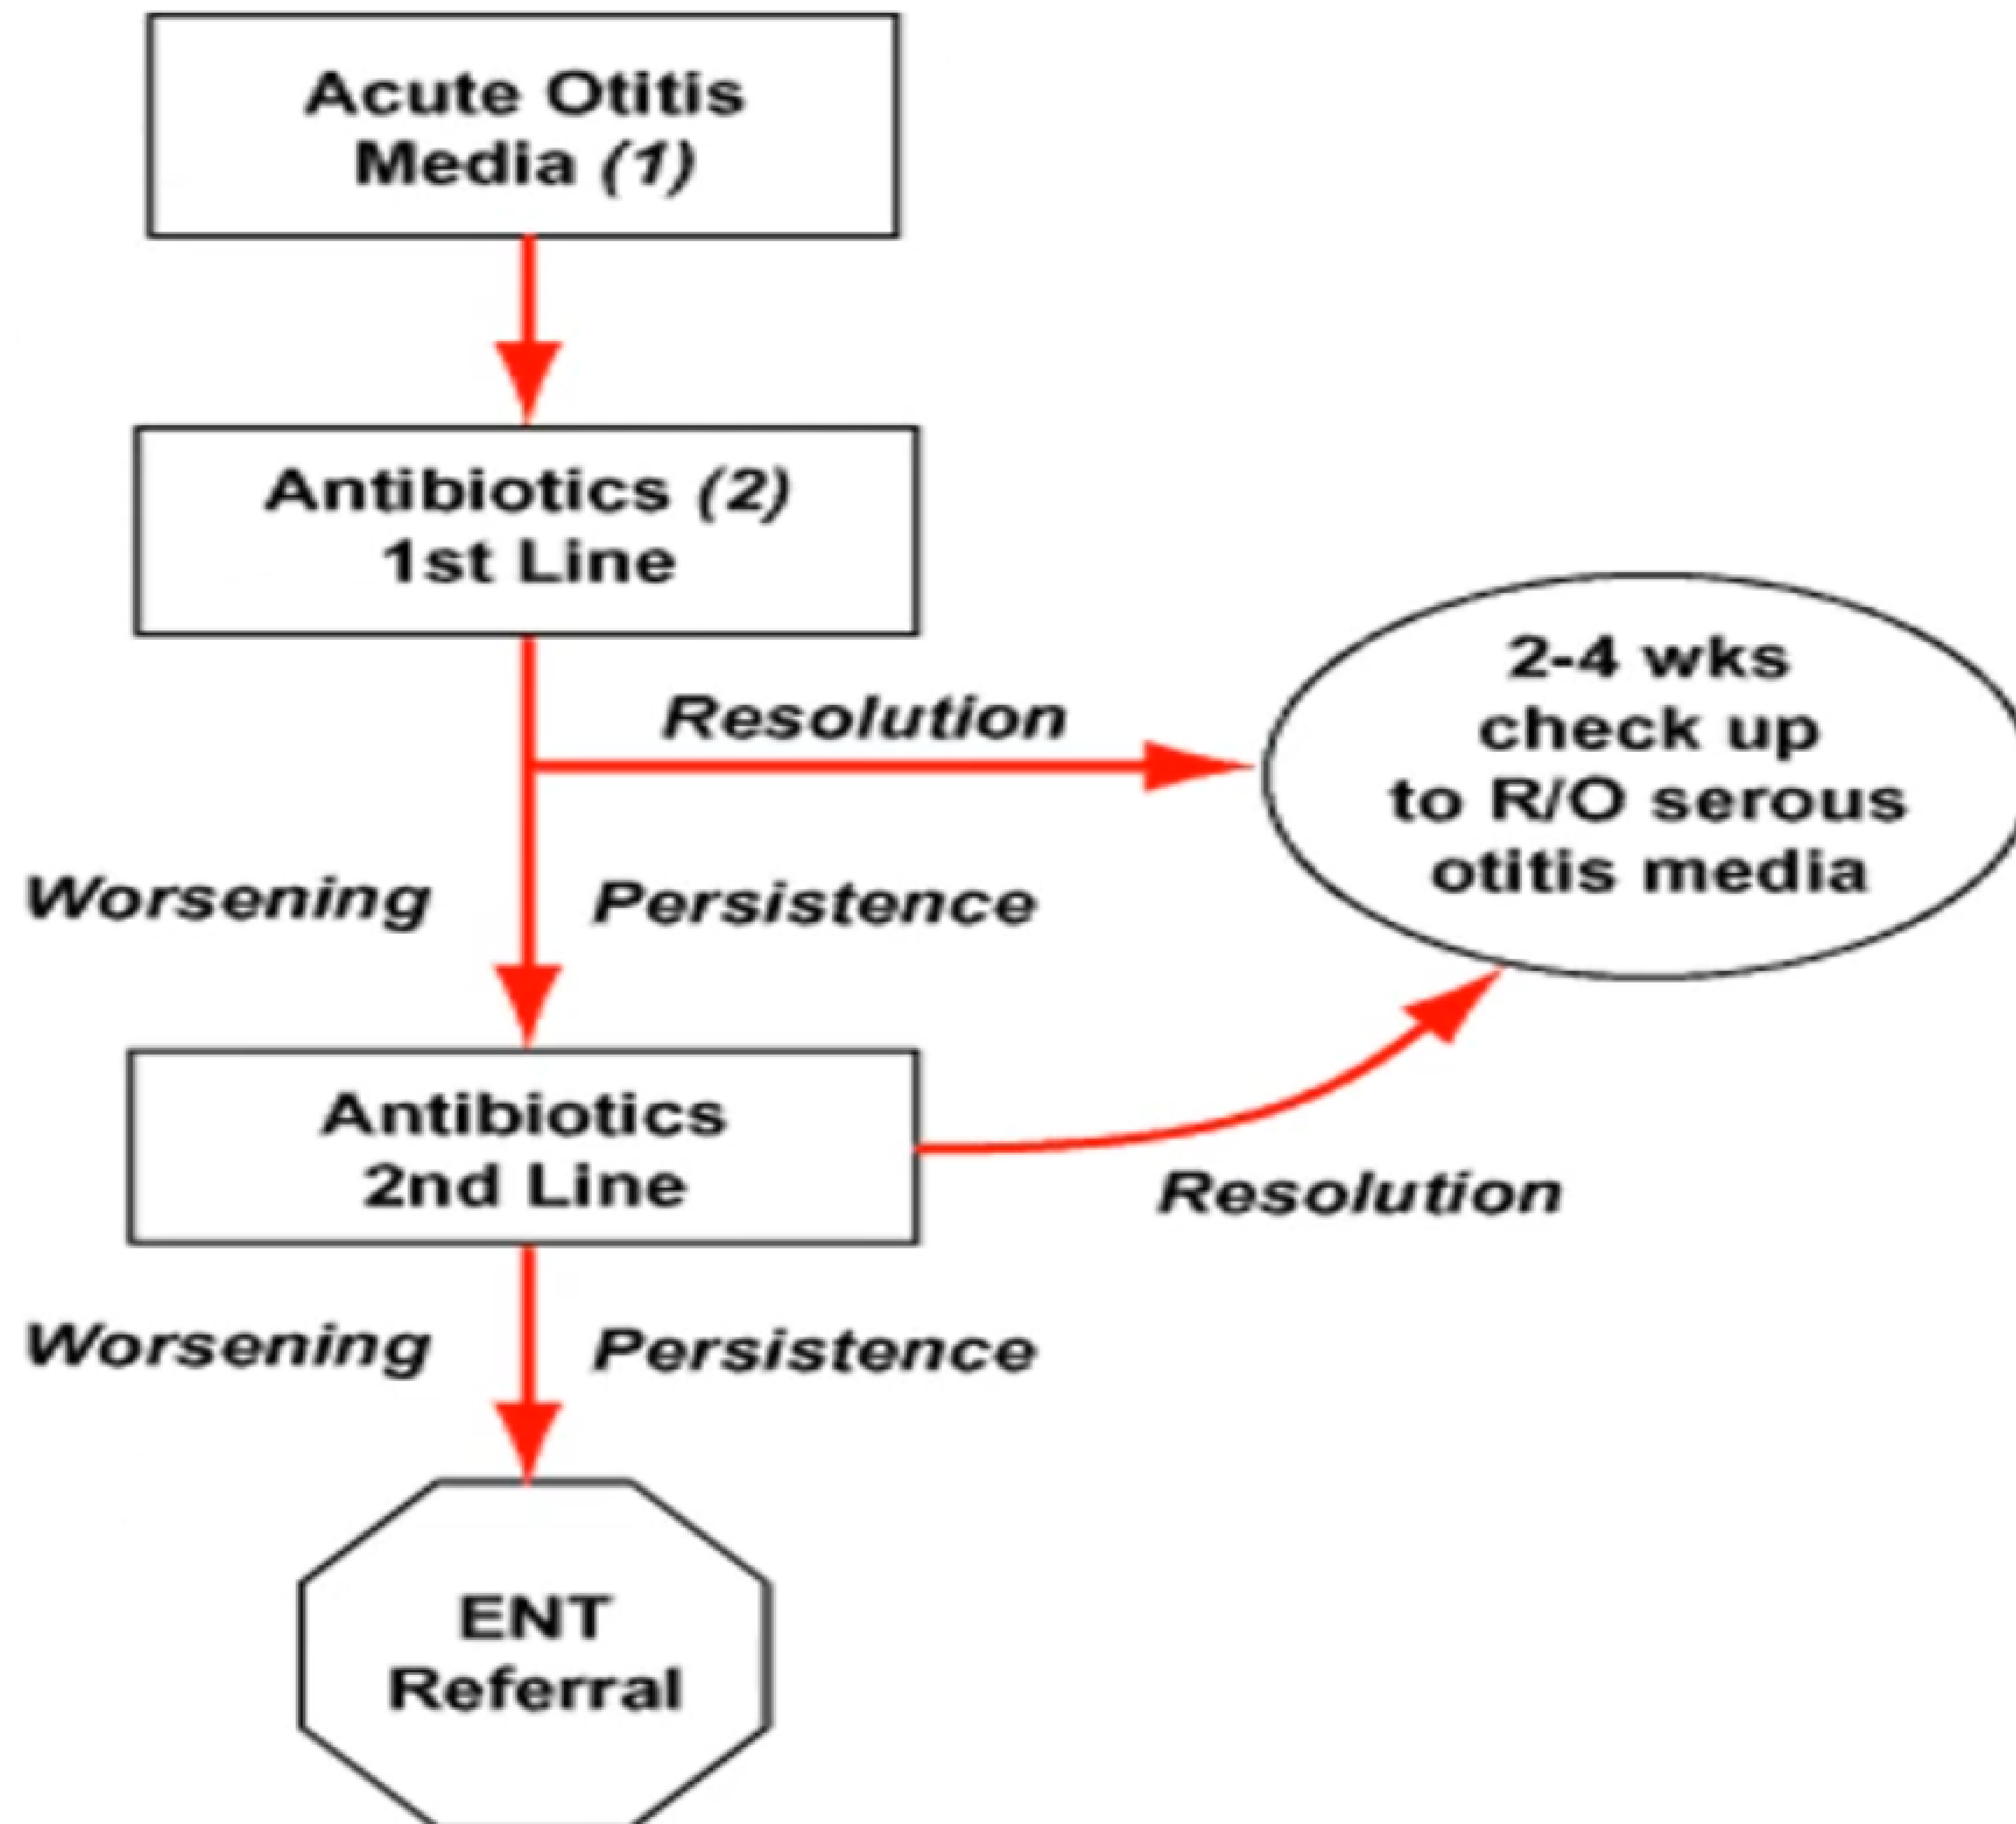 Acute Otitis
Media (1)
Antibiotics (2)
1st Line
Resolution
2-4 wks
check up
to R/O serous
otitis media
Worsening
Persistence
Antibiotics
2nd Line
Resolution
Worsening
Persistence
ENT
Referral